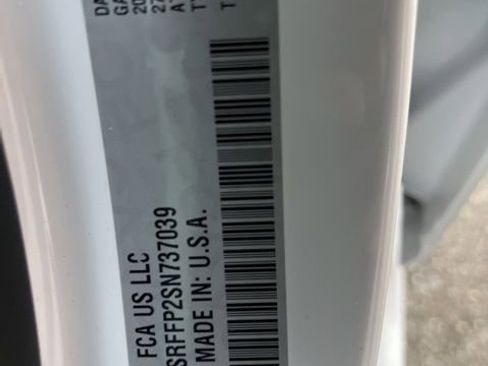 FCA US LLC
SRFFP2SN737039
MADE IN: U.S.A.